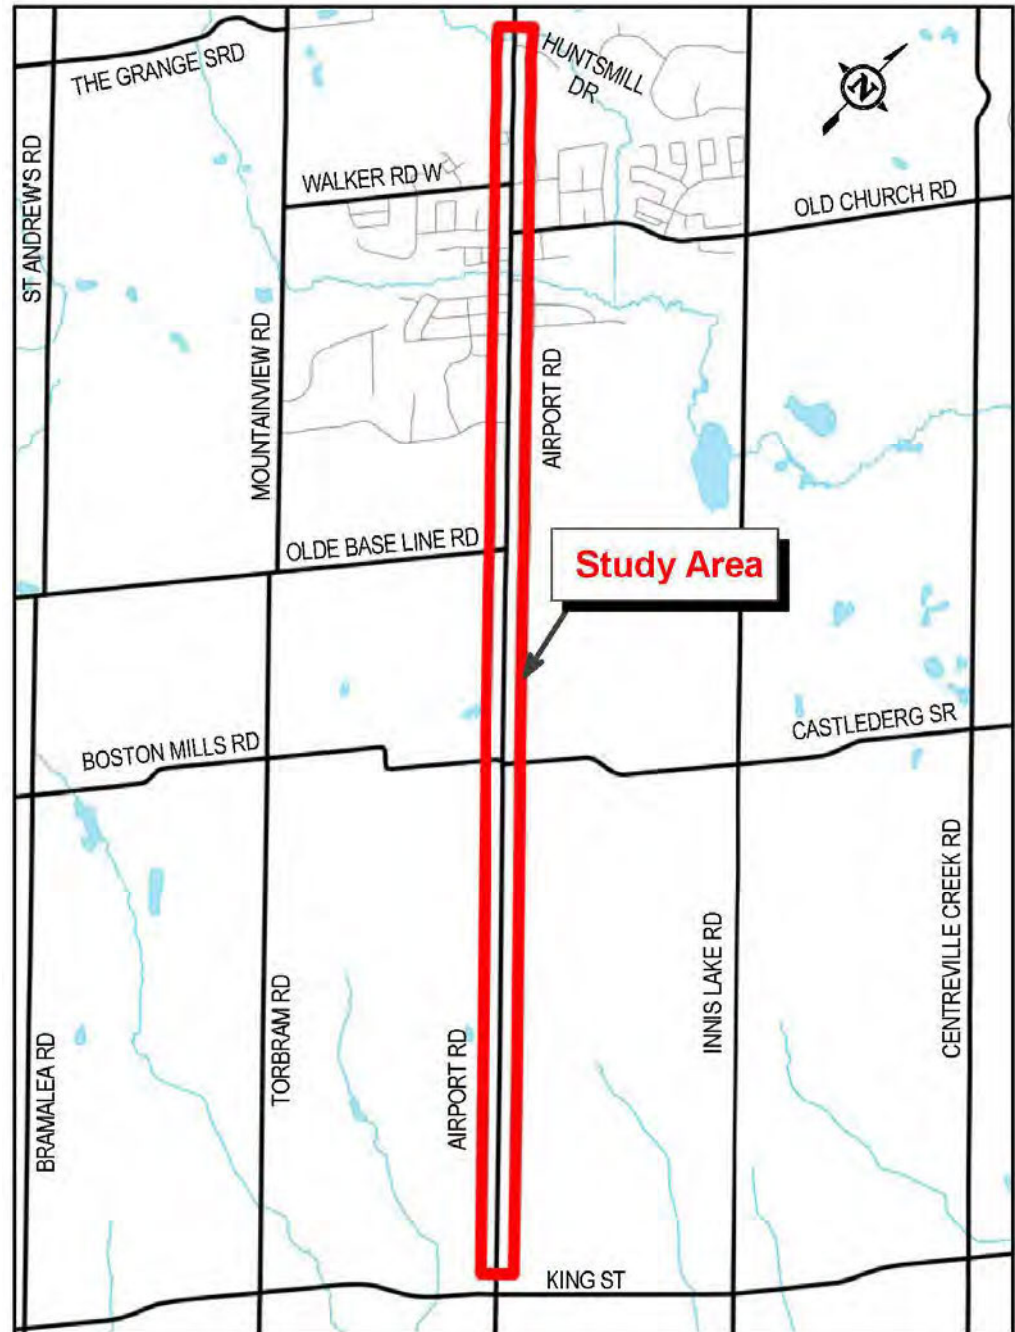 HUNTSMILL
DR
THE GRANGE SRD
N
ST ANDREW'S RD
WALKER RD W
OLD CHURCH RD
MOUNTAINVIEW RD
AIRPORT RD
OLDE BASE LINE RD
Study Area
CASTLEDERG SR
BOSTON MILLS RD
CENTREVILLE CREEK RD
INNIS LAKE RD
TORBRAM RD
AIRPORT RD
BRAMALEA RD
KING ST